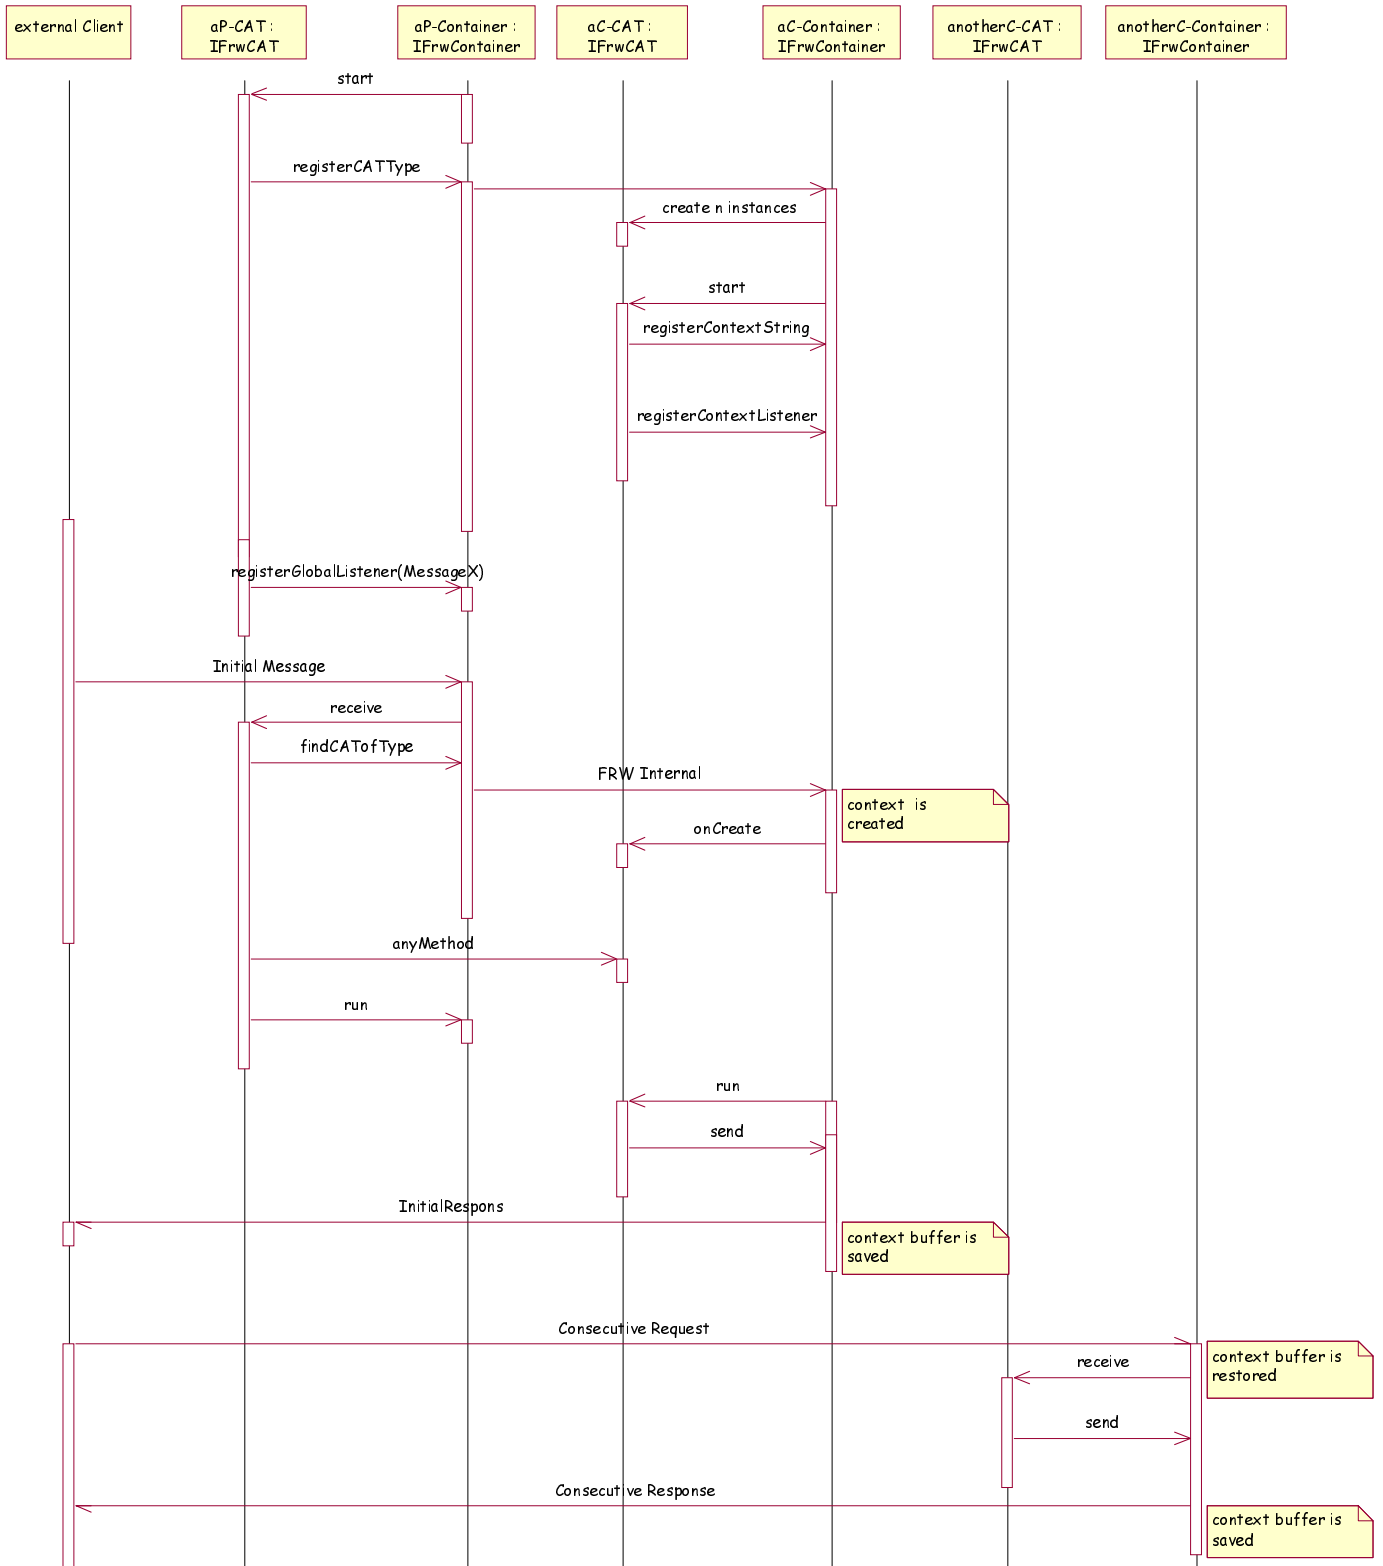 external Client
aP-CAT :
IFrwCAT
aP-Container :
IFrwContainer
aC-CAT :
IFrwCAT
aC-Container :
IFrwContainer
anotherC-CAT :
IFrwCAT
anotherC-Container :
IFrwContainer
start
registerCATType
create n instances
start
registerContextString
registerContextListener
registerGlobalListener(MessageX)
Initial Message
receive
findCATofType
FRW Internal
context is
created
onCreate
anyMethod
run
run
send
InitialRespons
context buffer is
saved
Consecutive Request
context buffer is
restored
receive
send
Consecutive Response
context buffer is
saved